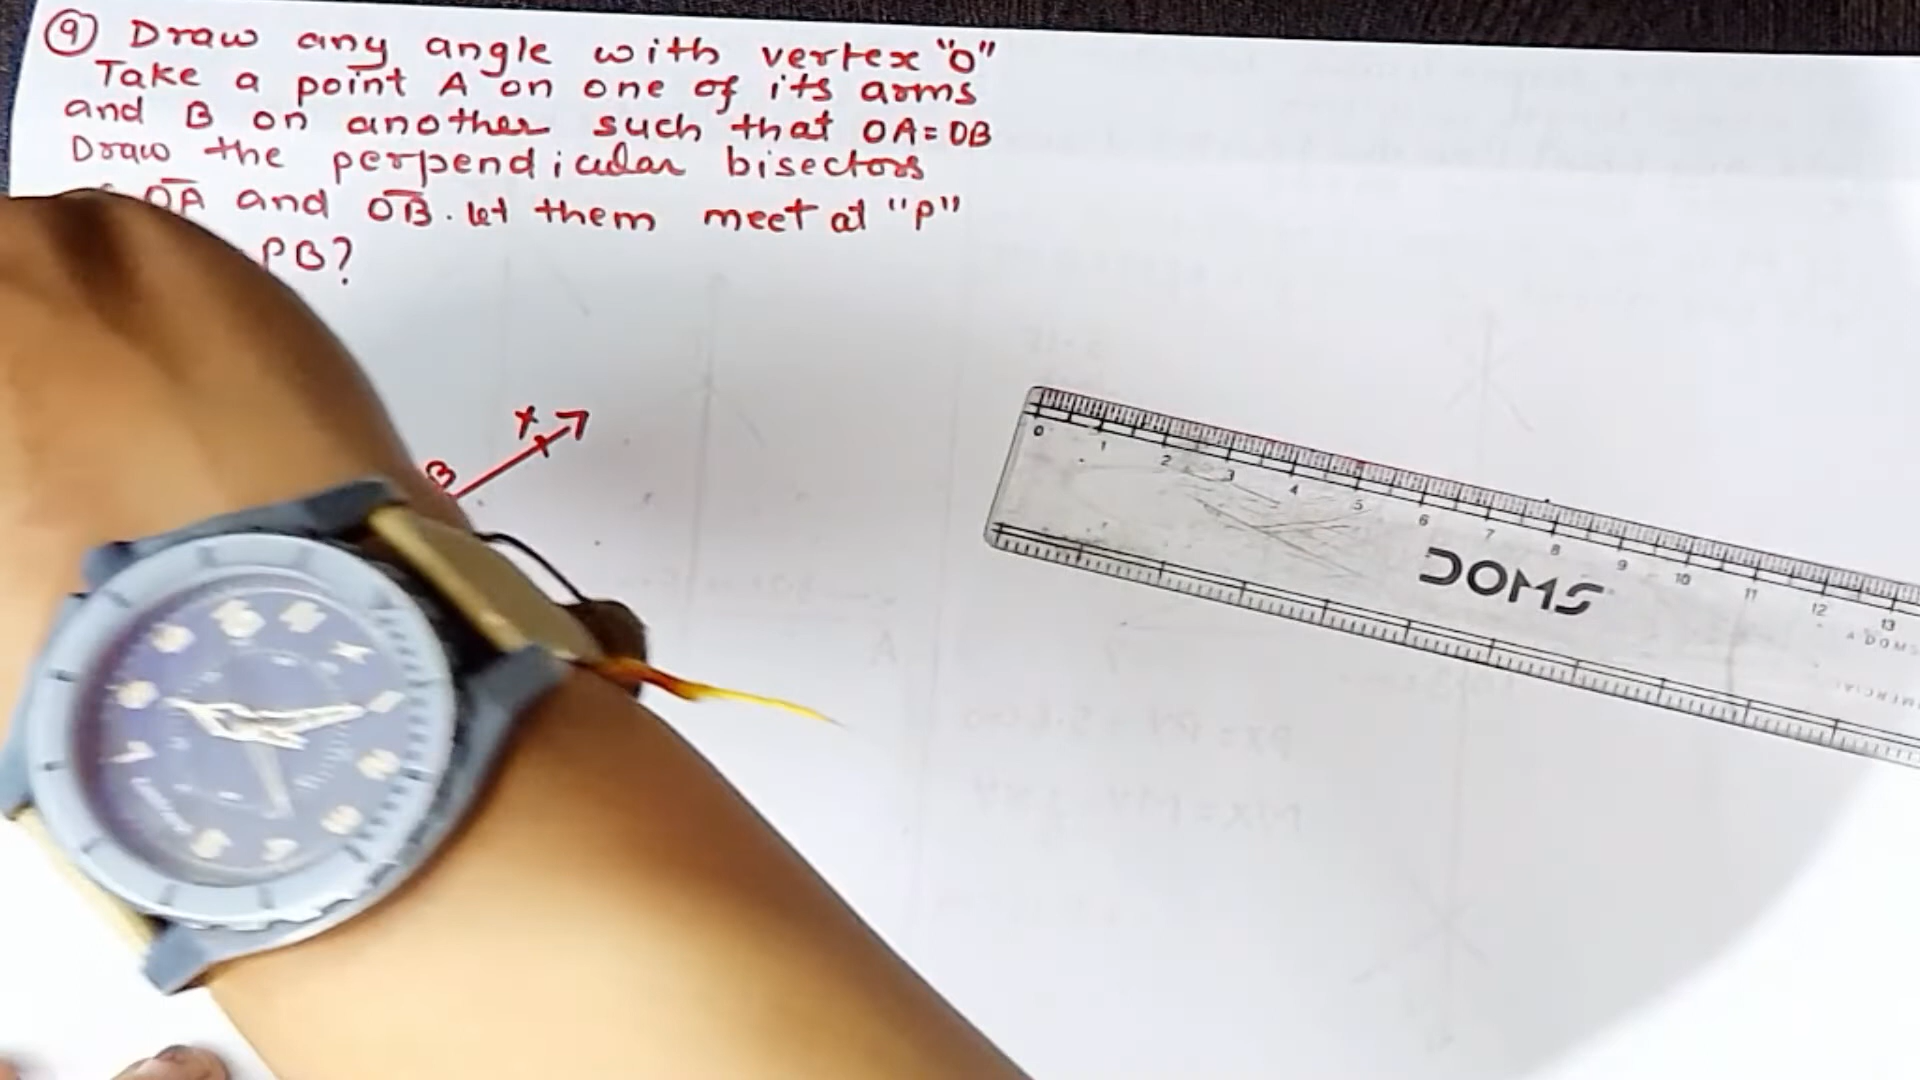 9 Draw any angle with vertex "O"
Take a point A on one of its arms
and B on another such that OA = OB
Draw the perpendicular bisectors
OA and OB. let them meet at "P"
PB?
X
B
0 1 2 3 4 5 6 7 8 9 10 11 12 13
DOMS
A DOMS